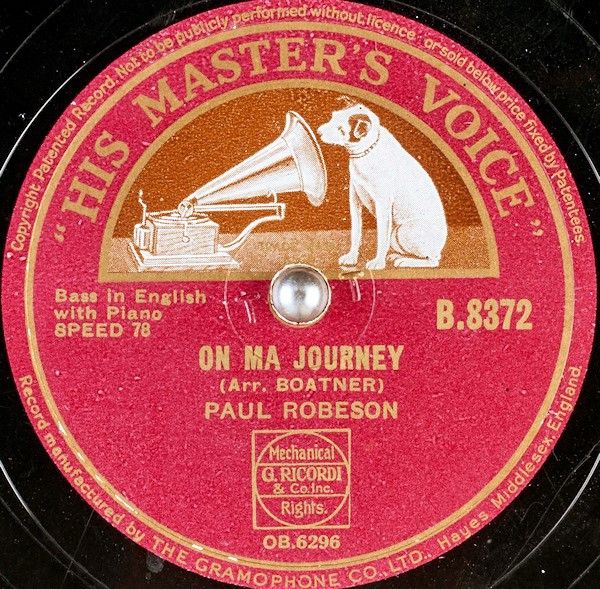 Copyright. Patented Record. Not to be publicly performed without licence, or sold below price fixed by Patentees.
"HIS MASTER'S VOICE"
Bass in English
with Piano
SPEED 78
B.8372
ON MA JOURNEY
(Arr. BOATNER)
PAUL ROBESON
Mechanical
G. RICORDI
& Co. Inc.
Rights.
OB.6296
Record manufactured by THE GRAMOPHONE CO., LTD., Hayes, Middlesex, England.